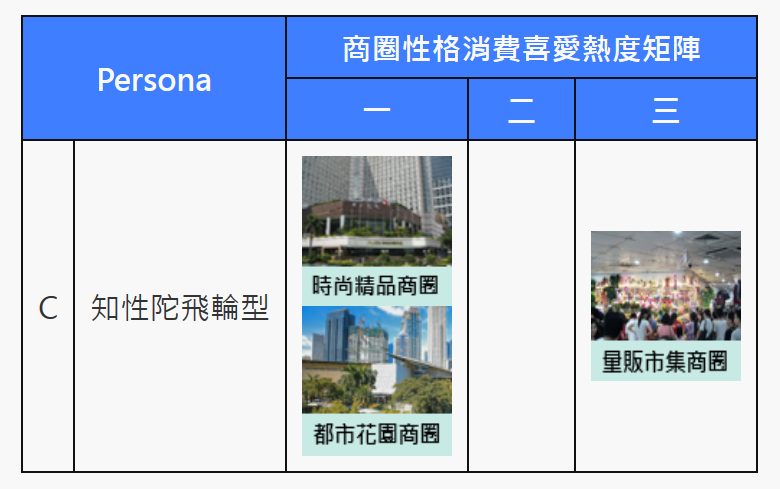 Persona
商圈性格消費喜愛熱度矩陣
一
二
三
C
知性陀飛輪型
時尚精品商圈
都市花園商圈
量販市集商圈